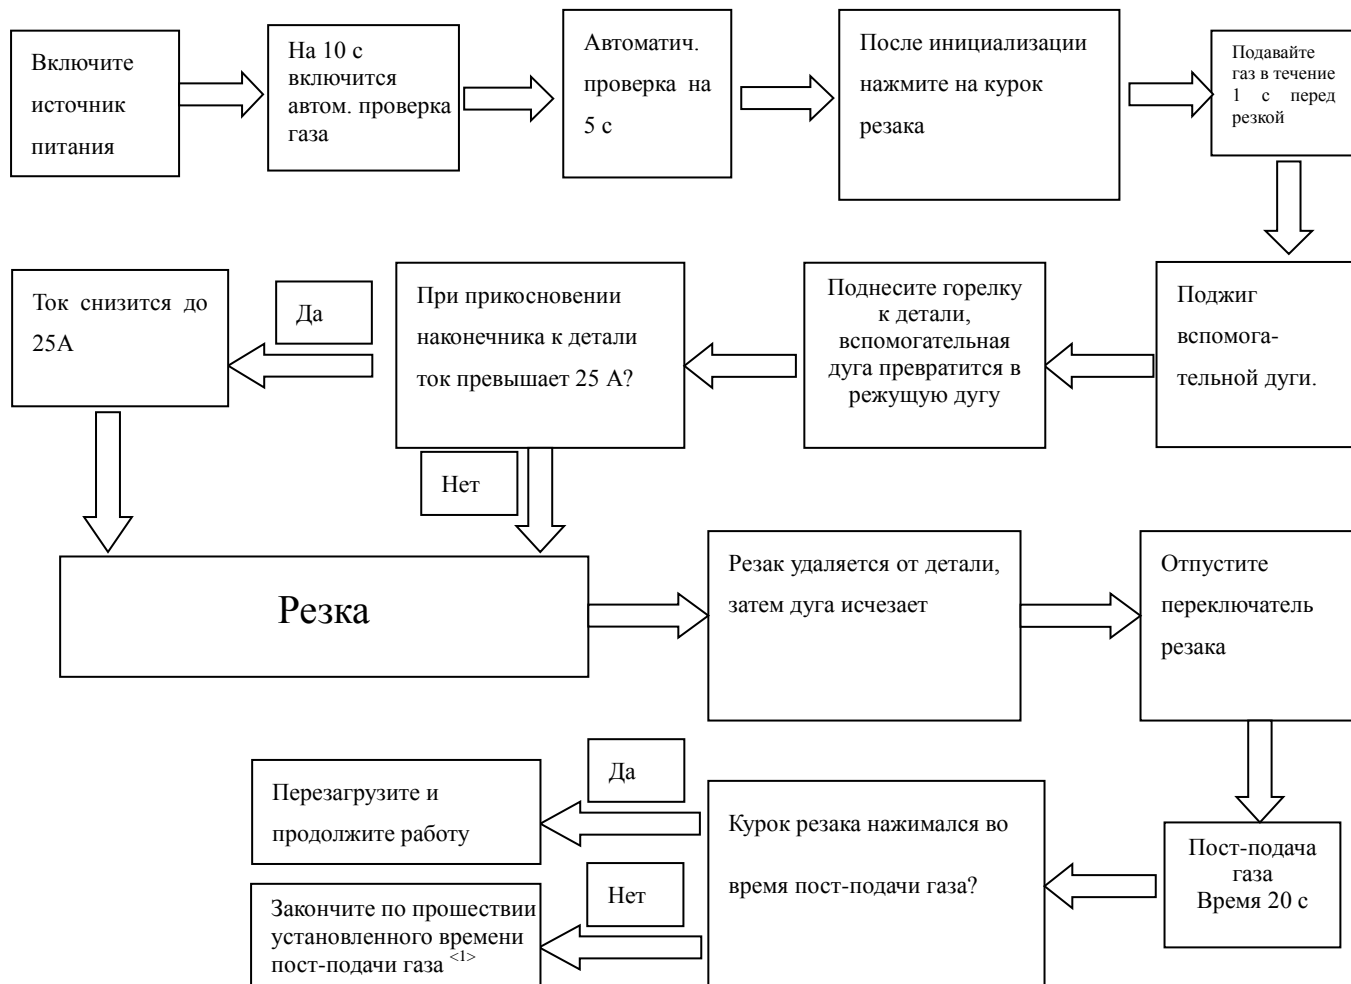 Включите
источник
питания
На 10 с
включится
автом. проверка
газа
Автоматич.
проверка на
5 с
После инициализации
нажмите на курок
резака
Подавайте
газ в течение
1 с перед
резкой
Поджиг
вспомога-
тельной дуги.
Поднесите горелку
к детали,
вспомогательная
дуга превратится в
режущую дугу
При прикосновении
наконечника к детали
ток превышает 25 А?
Да
Ток снизится до
25А
Нет
Резка
Резак удаляется от детали,
затем дуга исчезает
Отпустите
переключатель
резака
Пост-подача
газа
Время 20 с
Курок резака нажимался во
время пост-подачи газа?
Да
Перезагрузите и
продолжите работу
Нет
Закончите по прошествии
установленного времени
пост-подачи газа <1>